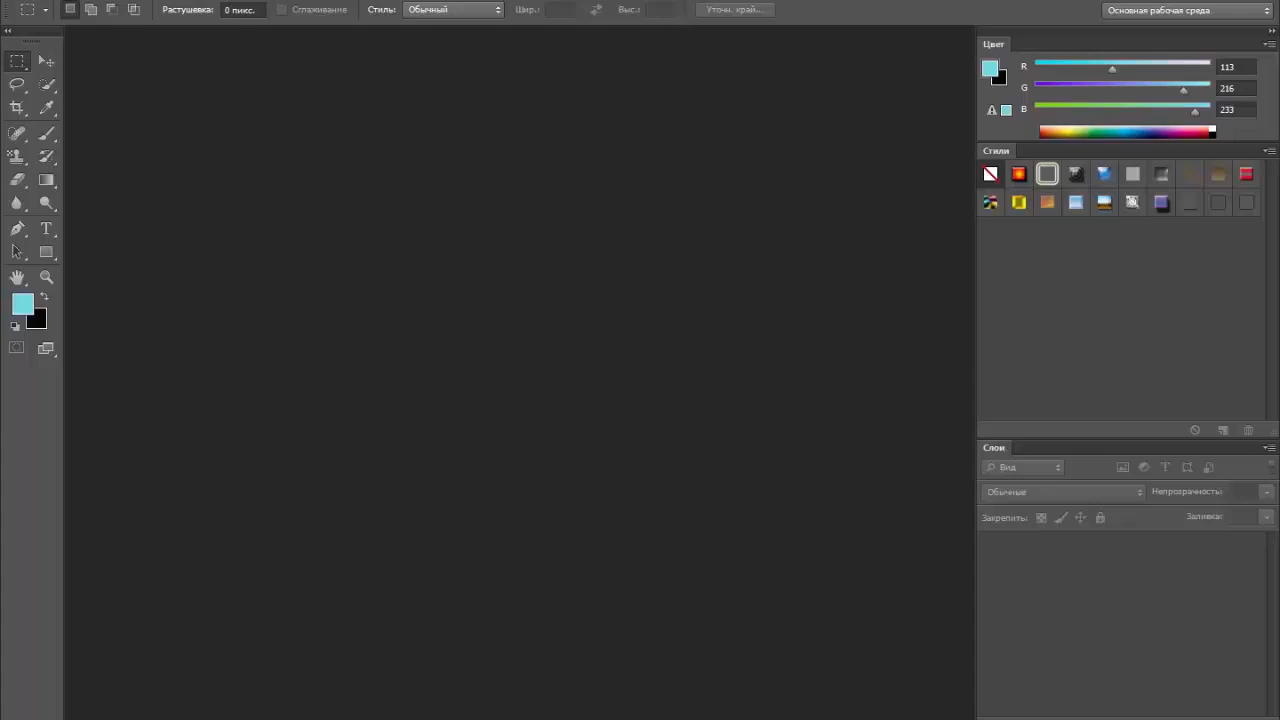 Растушевка: 0 пикс. Сглаживание Стиль: Обычный Шир.: Выс.: Уточн. край... Основная рабочая среда
Цвет
R 113
G 216
B 233
Стили
Слои
Вид
Обычные Непрозрачность:
Закрепить: Заливка: